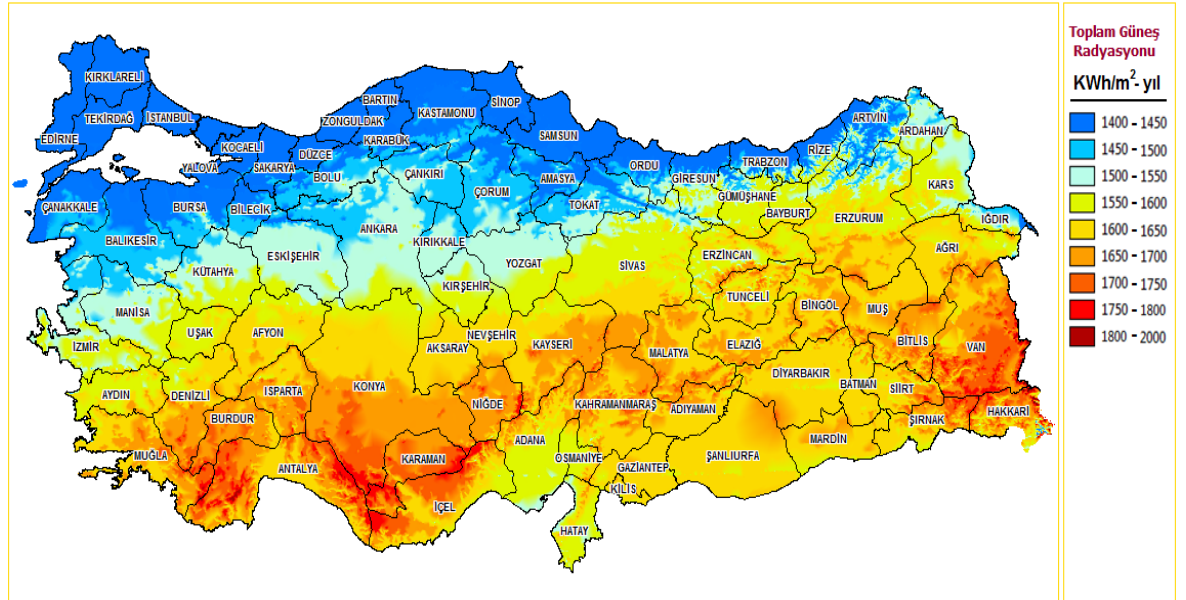 KIRKLARELİ
EDİRNE
TEKİRDAĞ
İSTANBUL
KOCAELİ
YALOVA
SAKARYA
DÜZCE
BOLU
ZONGULDAK
BARTIN
KARABÜK
KASTAMONU
SİNOP
SAMSUN
ÇANKIRI
ÇORUM
AMASYA
TOKAT
ORDU
GİRESUN
TRABZON
RİZE
ARTVİN
ARDAHAN
GÜMÜŞHANE
BAYBURT
ERZURUM
KARS
IĞDIR
AĞRI
ÇANAKKALE
BALIKEŞİR
BURSA
BİLECİK
KÜTAHYA
ESKİŞEHİR
ANKARA
KIRIKKALE
YOZGAT
KIRŞEHİR
SİVAS
ERZİNCAN
TUNCELİ
BİNGÖL
MUŞ
BİTLİS
VAN
MANİSA
İZMİR
UŞAK
AFYON
AKSARAY
NEVŞEHİR
KAYSERİ
MALATYA
ELAZIĞ
DİYARBAKIR
BATMAN
SİİRT
ŞIRNAK
HAKKARİ
AYDIN
DENİZLİ
ISPARTA
BURDUR
KONYA
NİĞDE
KAHRAMANMARAŞ
ADIYAMAN
MARDİN
MUĞLA
ANTALYA
KARAMAN
İÇEL
ADANA
OSMANİYE
GAZİANTEP
KİLİS
ŞANLIURFA
HATAY
Toplam Güneş
Radyasyonu
KWh/m²- yıl
1400 - 1450
1450 - 1500
1500 - 1550
1550 - 1600
1600 - 1650
1650 - 1700
1700 - 1750
1750 - 1800
1800 - 2000